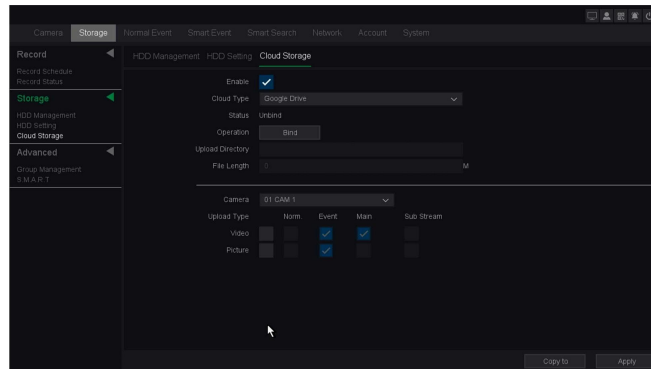 Camera Storage Normal Event Smart Event Smart Search Network Account System
Record
Record Schedule
Record Status
Storage
HDD Management
HDD Setting
Cloud Storage
Advanced
Group Management
S.M.A.R.T
HDD Management HDD Setting Cloud Storage
Enable
Cloud Type Google Drive
Status Unbind
Operation Bind
Upload Directory
File Length 5 M
Camera 01 CAM 1
Upload Type Norm Event Main Sub Stream
Video
Picture
Copy to Apply